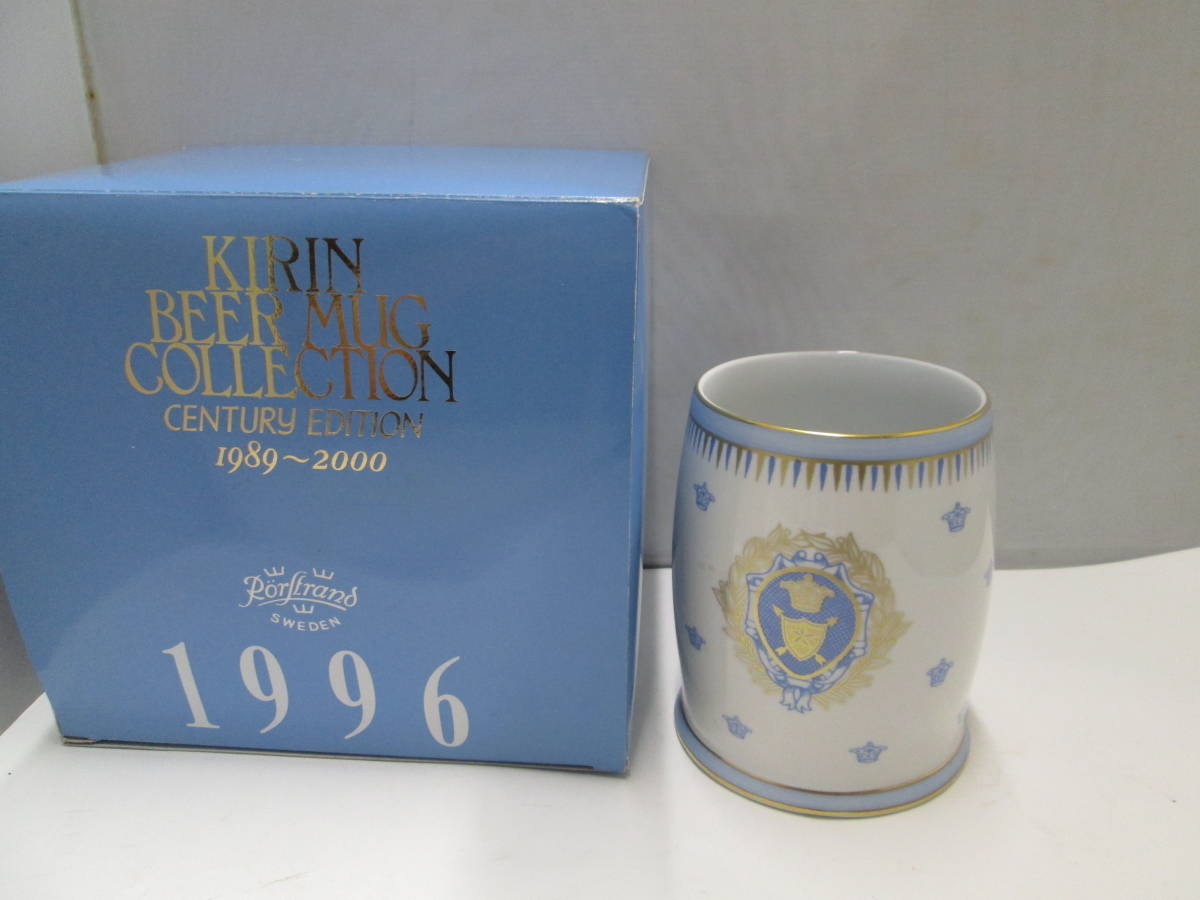 KIRIN
BEER MUG
COLLECTION
CENTURY EDITION
1989~2000
Rörstrand
SWEDEN
1996